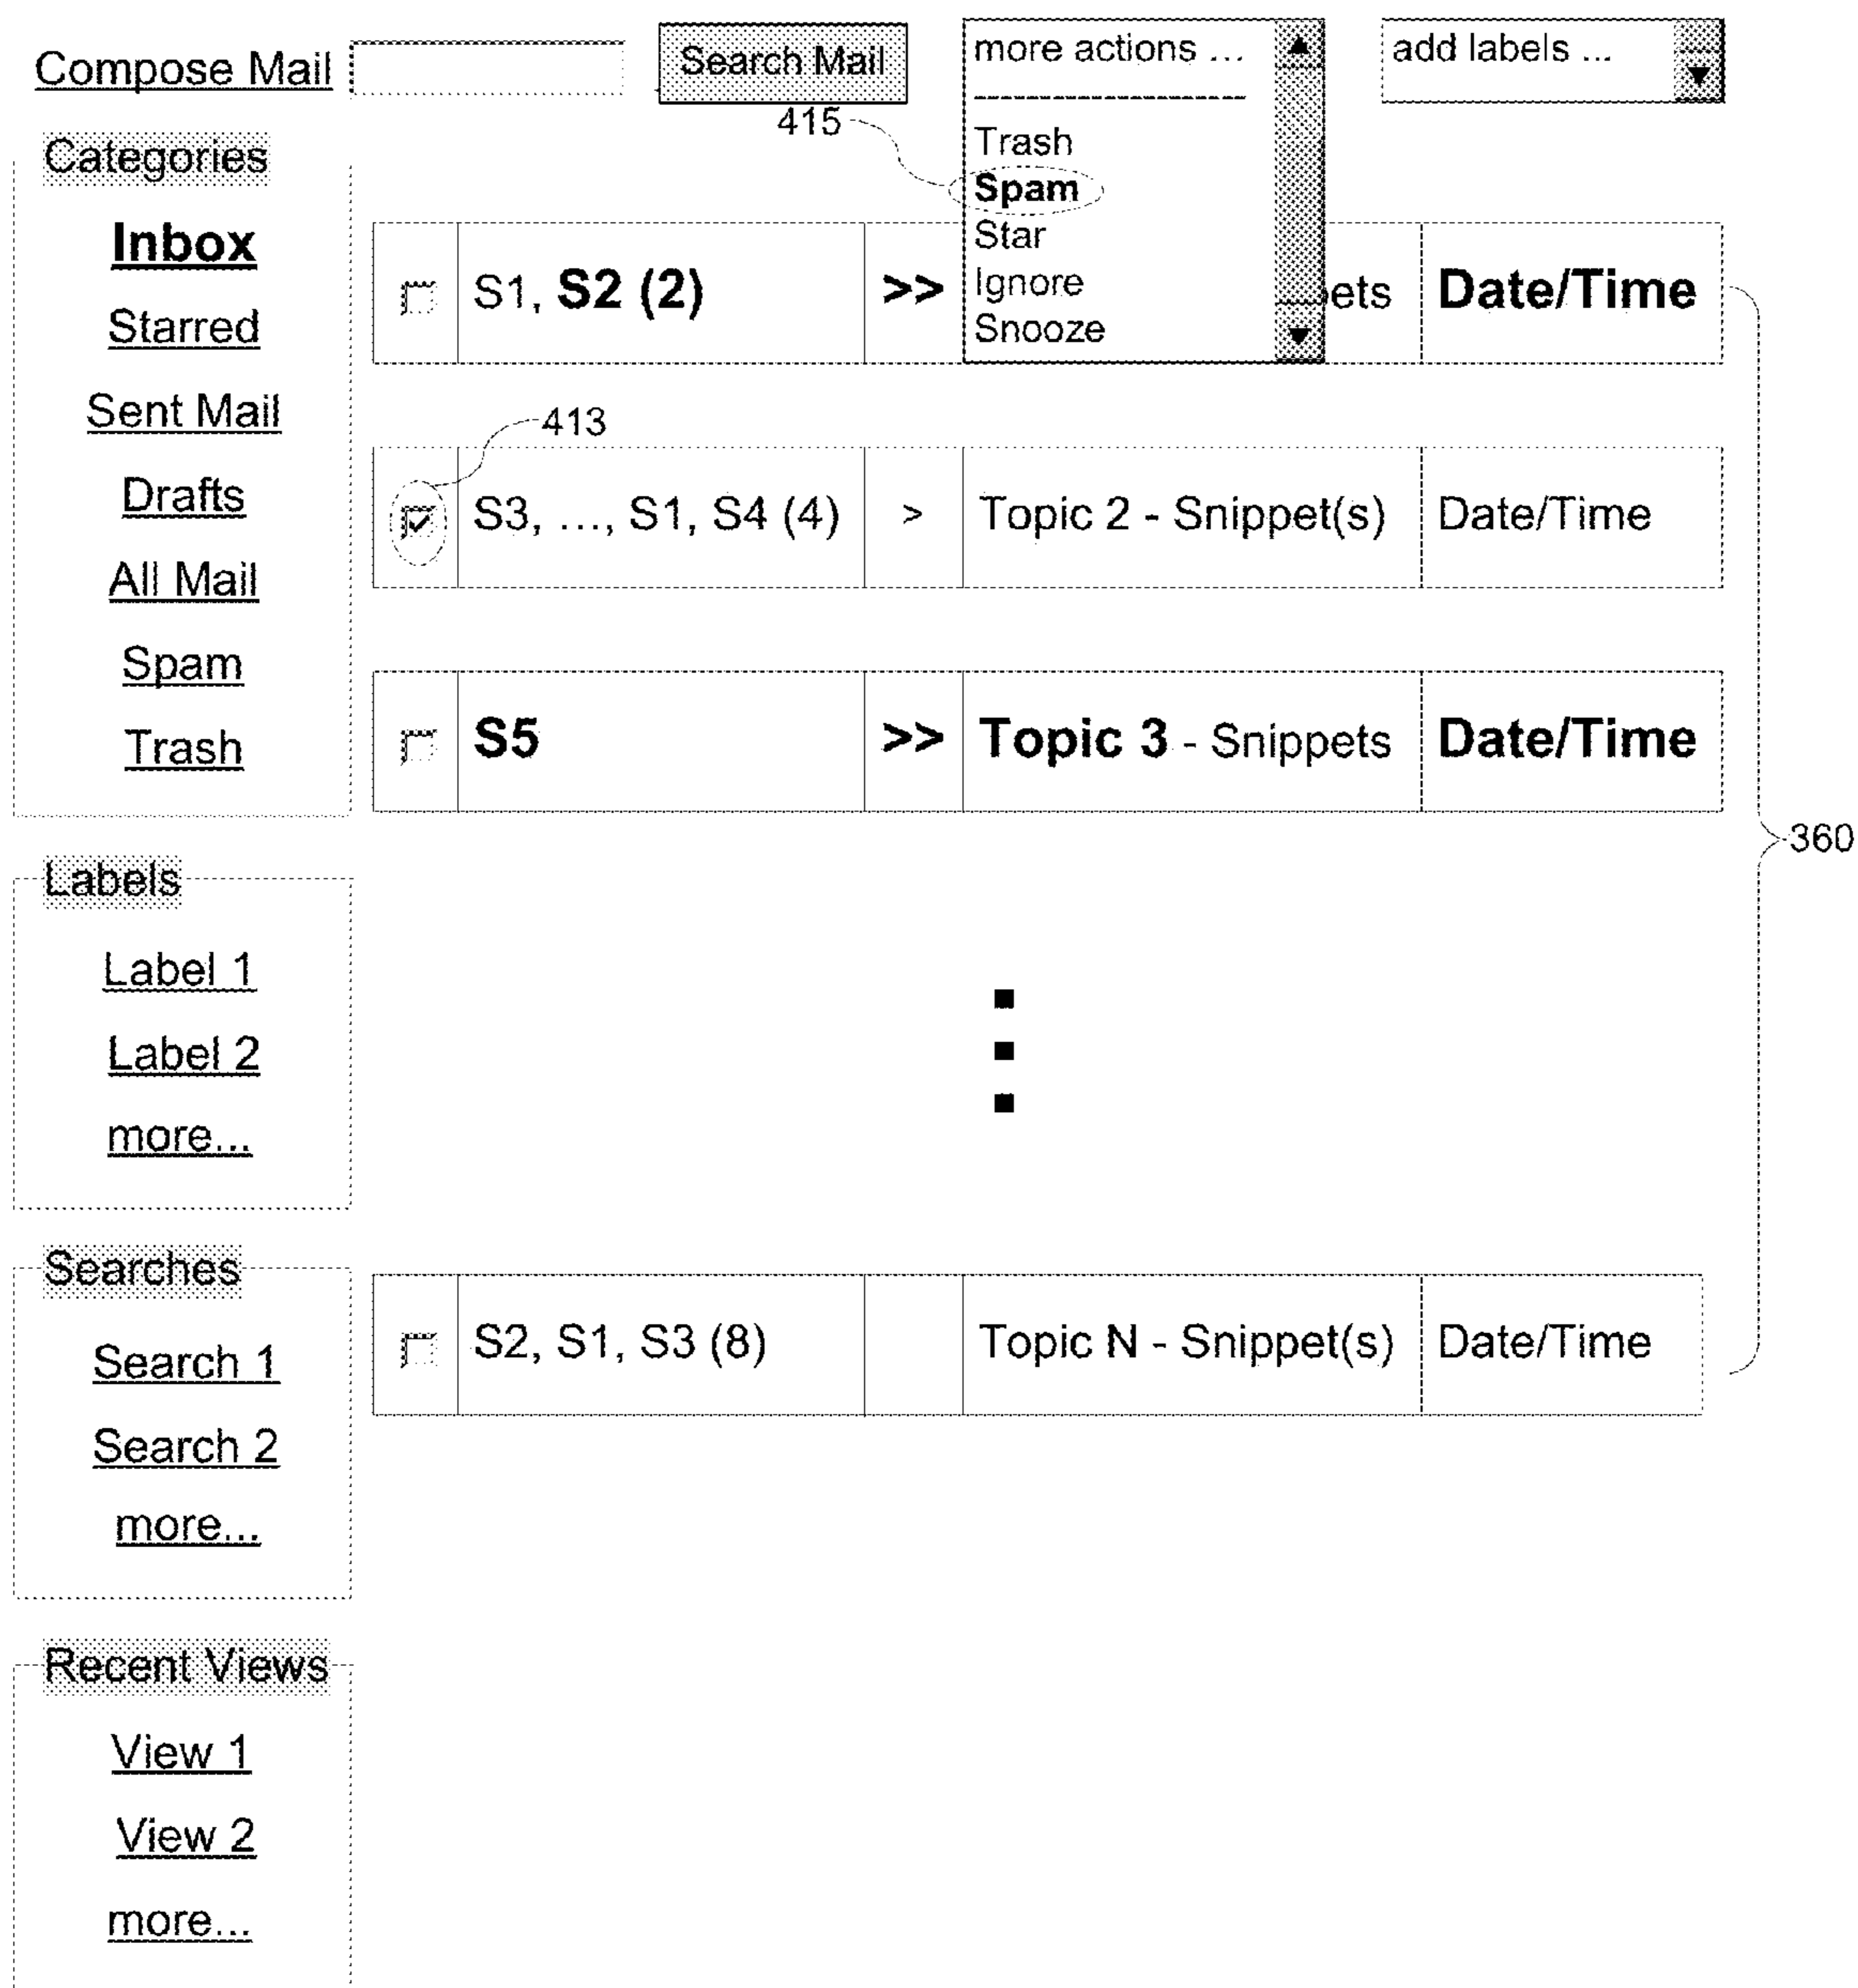 Compose Mail
Search Mail
more actions ...
add labels ...
415
Trash
Spam
Star
Ignore
Snooze
Categories
Inbox
Starred
Sent Mail
Drafts
All Mail
Spam
Trash
S1, S2 (2) >> ets Date/Time
413
S3, ..., S1, S4 (4) > Topic 2 - Snippet(s) Date/Time
S5 >> Topic 3 - Snippets Date/Time
360
Labels
Label 1
Label 2
more...
Searches
Search 1
Search 2
more...
S2, S1, S3 (8) Topic N - Snippet(s) Date/Time
Recent Views
View 1
View 2
more...